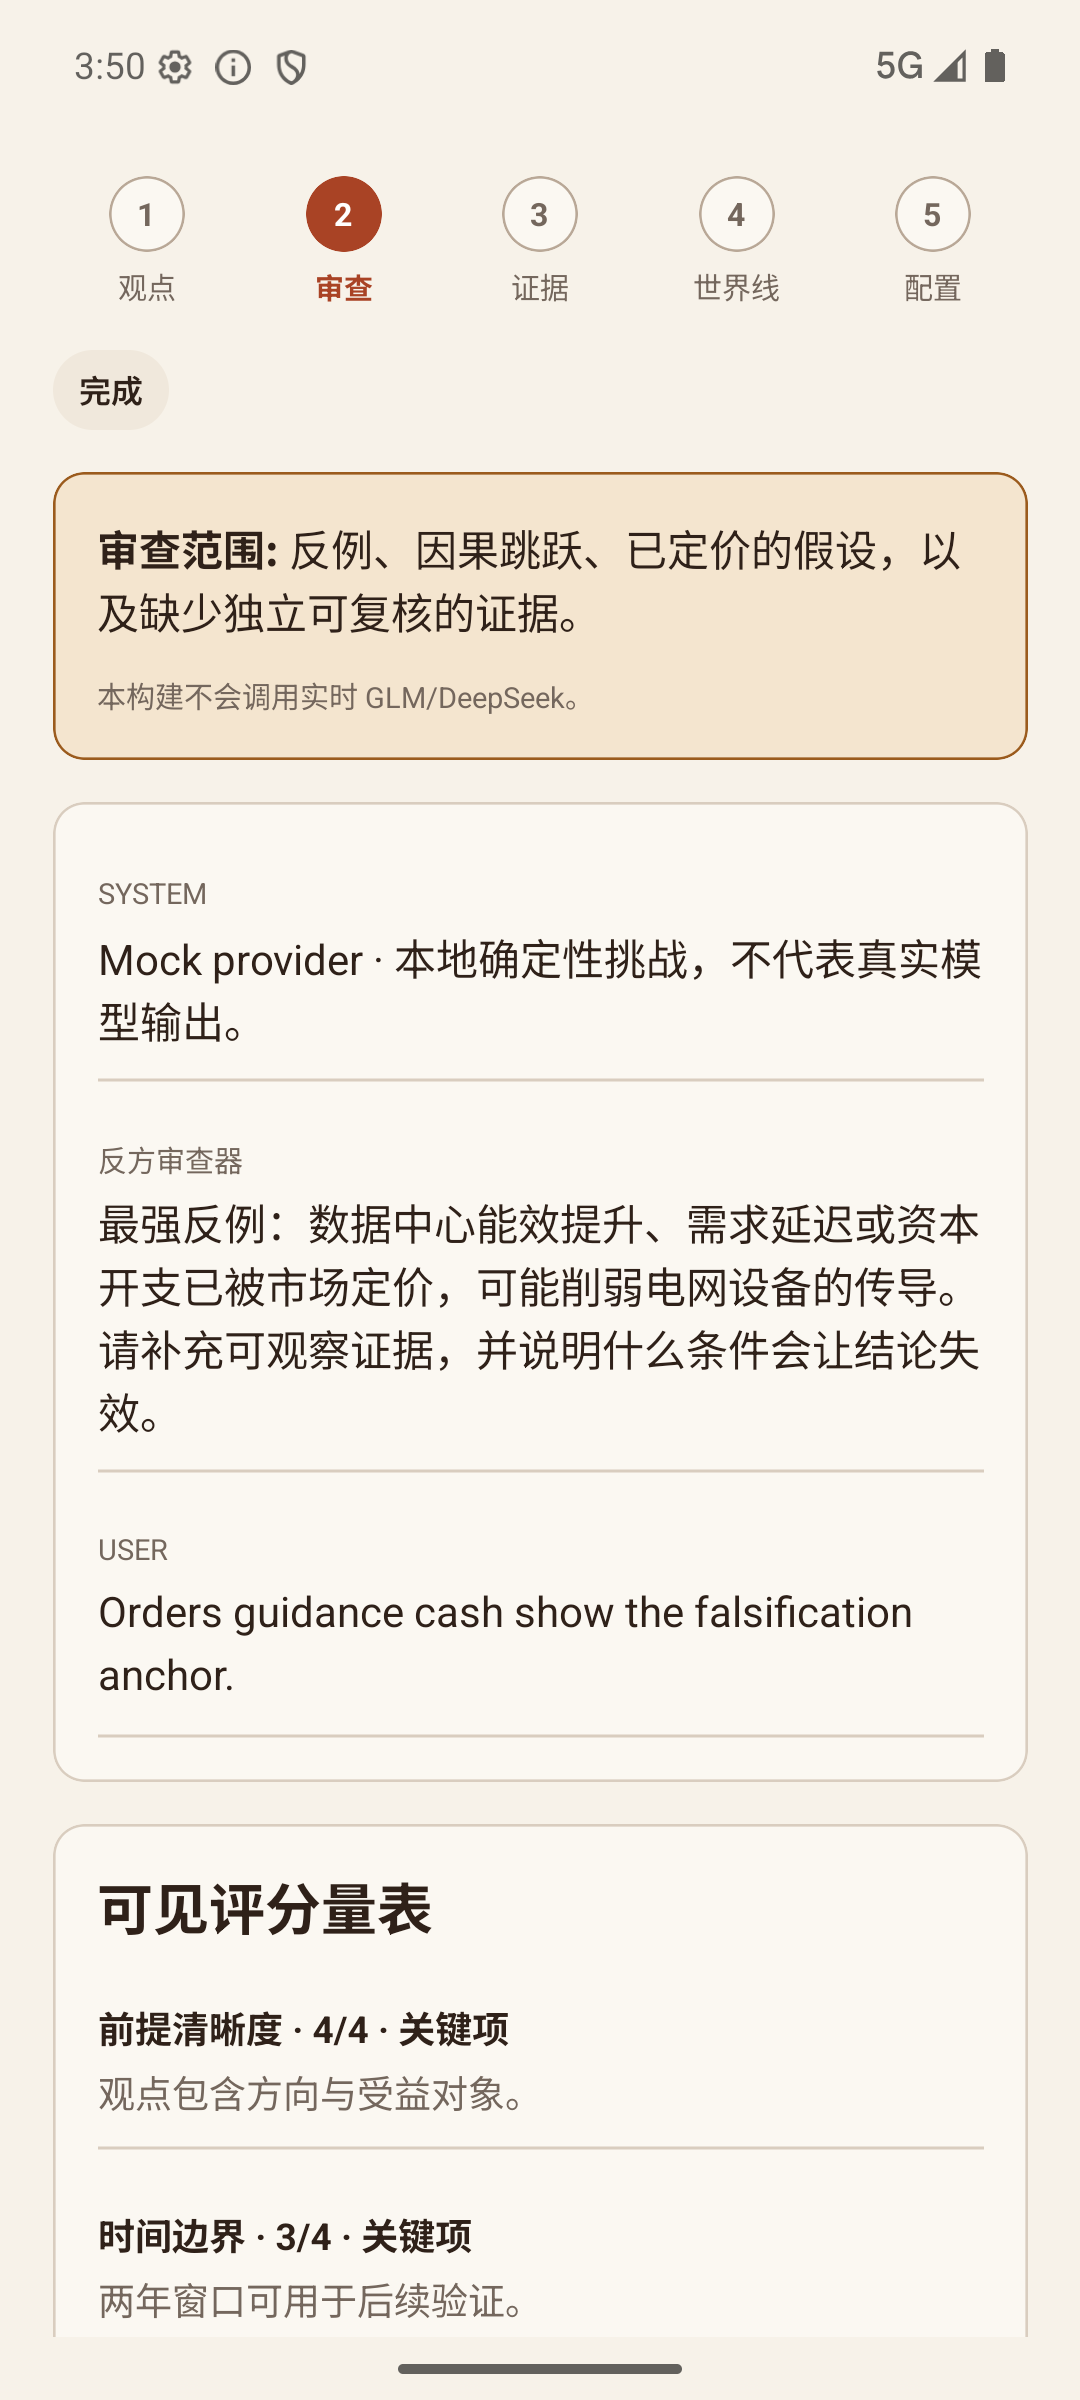 3:50
5G
1
2
3
4
5
观点
审查
证据
世界线
配置
完成
审查范围: 反例、因果跳跃、已定价的假设，以
及缺少独立可复核的证据。
本构建不会调用实时 GLM/DeepSeek。
SYSTEM
Mock provider · 本地确定性挑战，不代表真实模
型输出。
反方审查器
最强反例：数据中心能效提升、需求延迟或资本
开支已被市场定价，可能削弱电网设备的传导。
请补充可观察证据，并说明什么条件会让结论失
效。
USER
Orders guidance cash show the falsification
anchor.
可见评分量表
前提清晰度 · 4/4 · 关键项
观点包含方向与受益对象。
时间边界 · 3/4 · 关键项
两年窗口可用于后续验证。